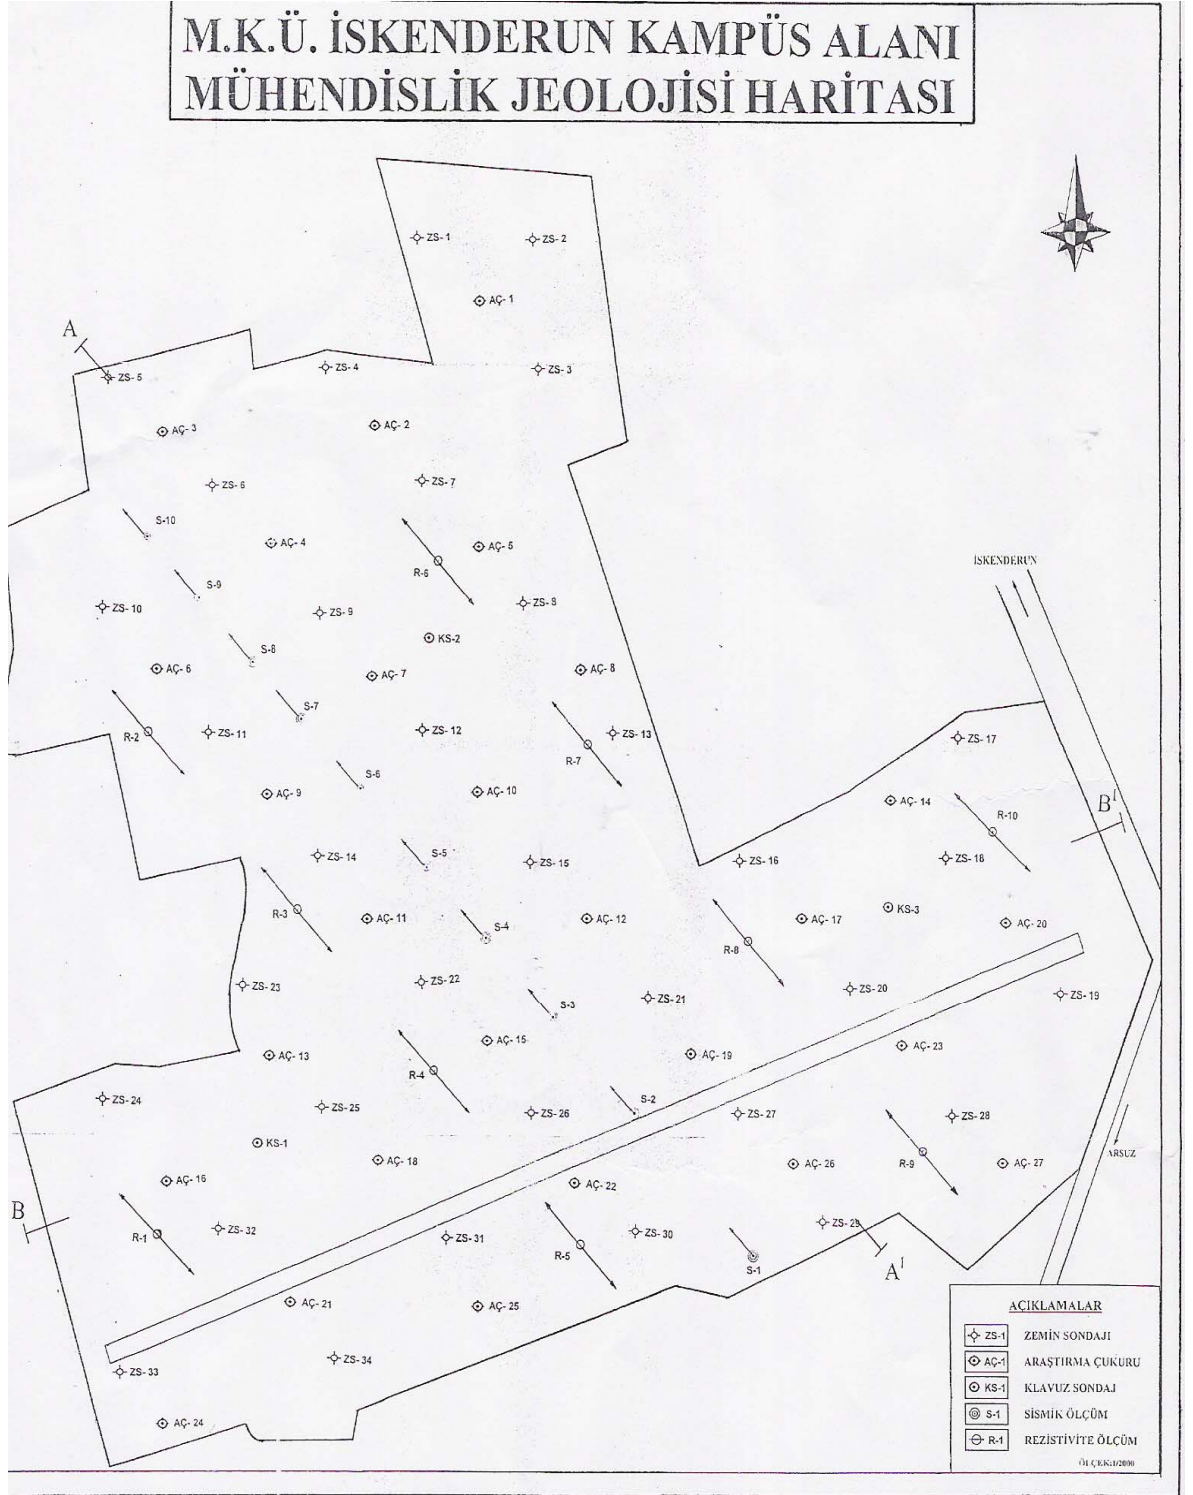 M.K.Ü. İSKENDERUN KAMPÜS ALANI
MÜHENDİSLİK JEOLOJİSİ HARİTASI
ZS-1
ZS-2
AÇ-1
A
ZS-4
ZS-3
ZS-5
AÇ-3
AÇ-2
ZS-6
ZS-7
S-10
AÇ-4
AÇ-5
R-6
İSKENDERUN
S-9
ZS-10
ZS-9
ZS-8
KS-2
S-8
AÇ-6
AÇ-7
AÇ-8
S-7
R-2
ZS-11
ZS-12
ZS-13
R-7
ZS-17
S-6
AÇ-9
AÇ-10
AÇ-14
R-10
B¹
ZS-14
S-5
ZS-15
ZS-16
ZS-18
R-3
AÇ-11
S-4
AÇ-12
AÇ-17
KS-3
AÇ-20
R-8
ZS-23
ZS-22
ZS-21
ZS-20
ZS-19
S-3
AÇ-13
AÇ-15
AÇ-19
AÇ-23
R-4
ZS-24
ZS-25
ZS-26
S-2
ZS-27
ZS-28
KS-1
AÇ-18
ARSUZ
AÇ-16
AÇ-22
AÇ-26
R-9
AÇ-27
B
R-1
ZS-32
ZS-31
R-5
ZS-30
ZS-29
S-1
A¹
AÇ-21
AÇ-25
ZS-33
ZS-34
AÇ-24
AÇIKLAMALAR
ZS-1 ZEMİN SONDAJI
AÇ-1 ARAŞTIRMA ÇUKURU
KS-1 KLAVUZ SONDAJ
S-1 SİSMİK ÖLÇÜM
R-1 REZİSTİVİTE ÖLÇÜM
ÖLÇEK:1/2000